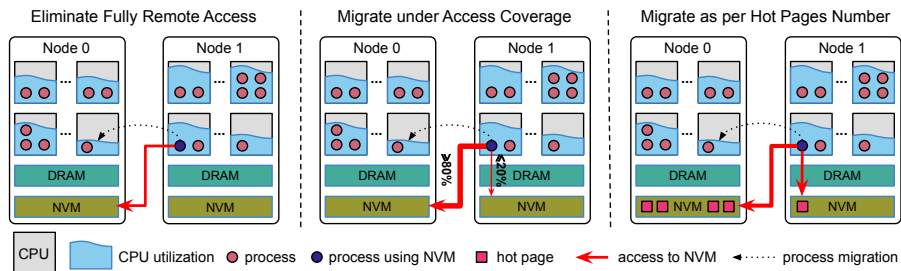 Eliminate Fully Remote Access
Migrate under Access Coverage
Migrate as per Hot Pages Number
Node 0
Node 1
Node 0
Node 1
Node 0
Node 1
...
...
...
...
...
...
...
...
...
...
...
...
≥80%
≤20%
DRAM
DRAM
DRAM
DRAM
DRAM
DRAM
NVM
NVM
NVM
NVM
NVM
NVM
CPU
CPU utilization
process
process using NVM
hot page
access to NVM
process migration